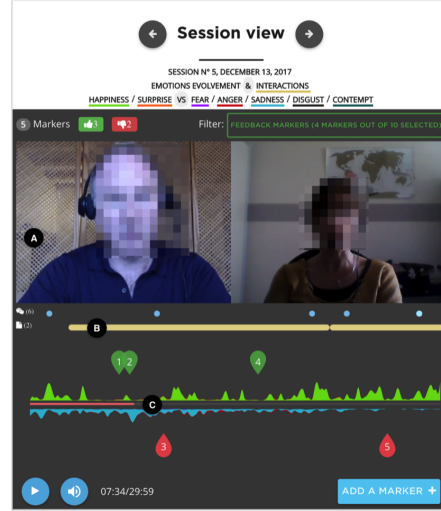 Session view
SESSION N° 5, DECEMBER 13, 2017
EMOTIONS EVOLVEMENT & INTERACTIONS
HAPPINESS / SURPRISE VS FEAR / ANGER / SADNESS / DISGUST / CONTEMPT
5 Markers 3 2 Filter: FEEDBACK MARKERS (4 MARKERS OUT OF 10 SELECTED)
A
(6)
(2) B
1 2 4
C
3 5
07:34/29:59 ADD A MARKER +